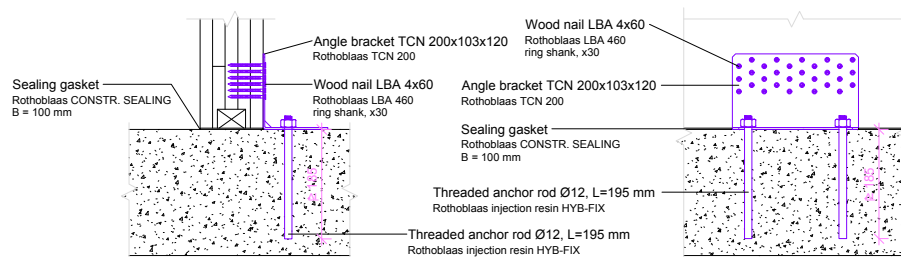 Angle bracket TCN 200x103x120
Rothoblaas TCN 200
Sealing gasket
Rothoblaas CONSTR. SEALING
B = 100 mm
Wood nail LBA 4x60
Rothoblaas LBA 460
ring shank, x30
Threaded anchor rod Ø12, L=195 mm
Rothoblaas injection resin HYB-FIX
Wood nail LBA 4x60
Rothoblaas LBA 460
ring shank, x30
Angle bracket TCN 200x103x120
Rothoblaas TCN 200
Sealing gasket
Rothoblaas CONSTR. SEALING
B = 100 mm
Threaded anchor rod Ø12, L=195 mm
Rothoblaas injection resin HYB-FIX